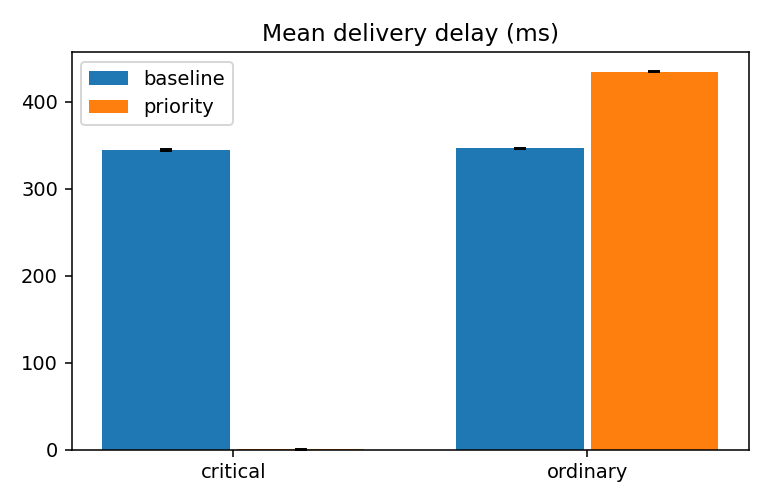 Mean delivery delay (ms)
baseline
priority
400
300
200
100
0
critical
ordinary